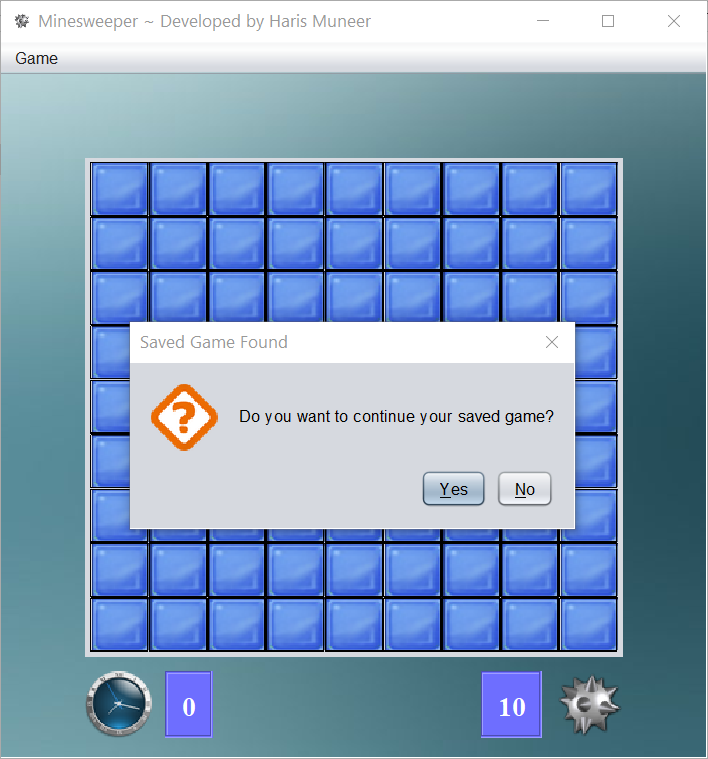 Minesweeper ~ Developed by Haris Muneer
Game
Saved Game Found
Do you want to continue your saved game?
Yes No
0 10